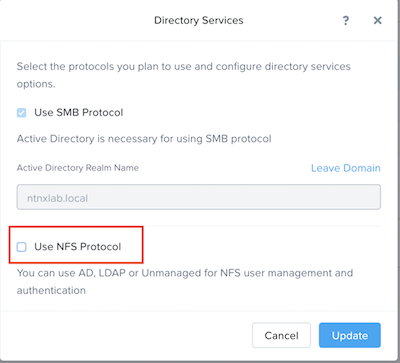 Directory Services ? ×
Select the protocols you plan to use and configure directory services
options.
Use SMB Protocol
Active Directory is necessary for using SMB protocol
Active Directory Realm Name Leave Domain
ntnxlab.local
Use NFS Protocol
You can use AD, LDAP or Unmanaged for NFS user management and
authentication
Cancel Update